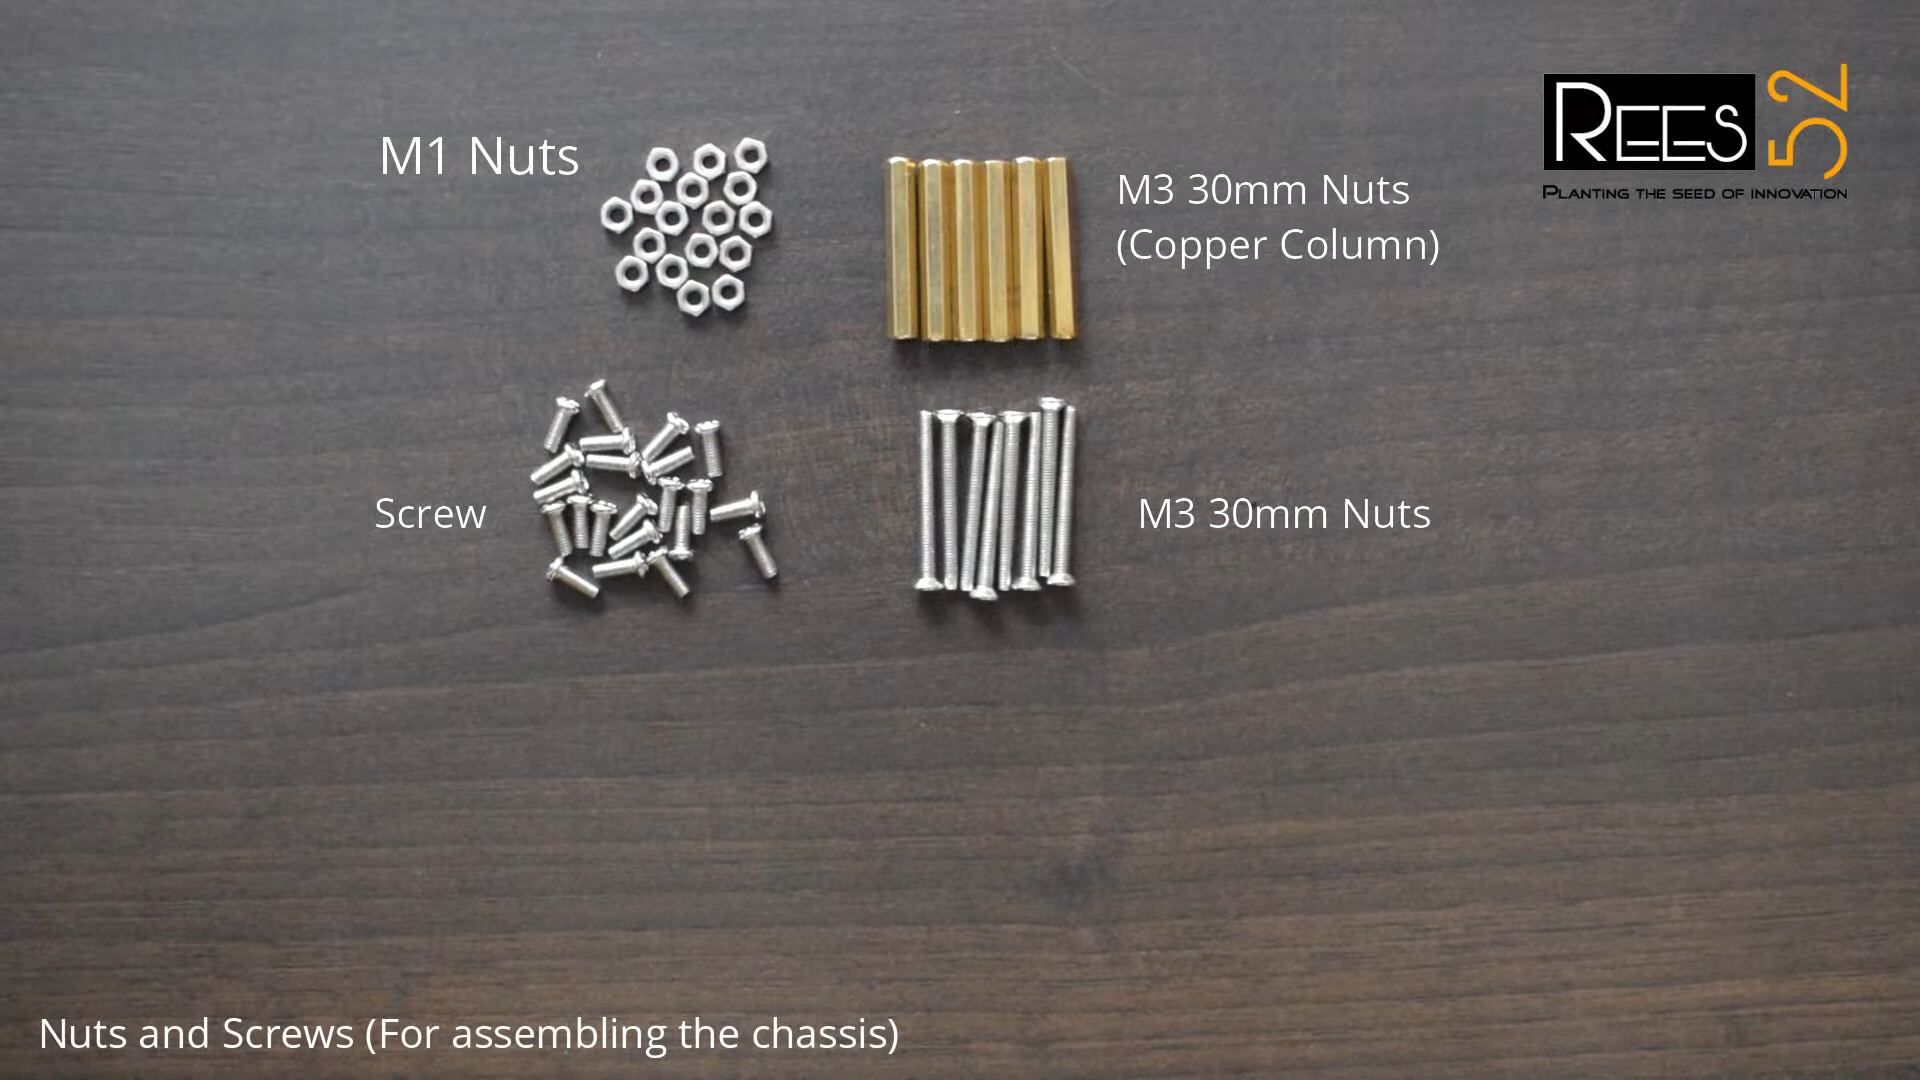 REES
52
PLANTING THE SEED OF INNOVATION
M1 Nuts
M3 30mm Nuts
(Copper Column)
Screw
M3 30mm Nuts
Nuts and Screws (For assembling the chassis)